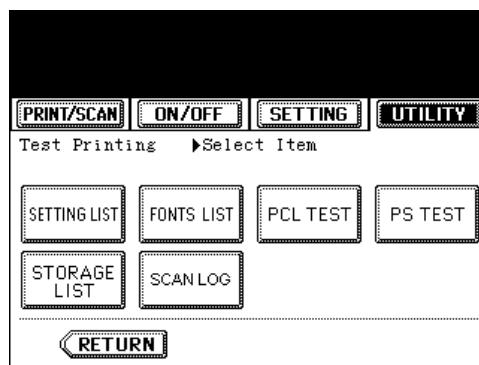 PRINT/SCAN ON/OFF SETTING UTILITY
Test Printing ▶Select Item
SETTING LIST FONTS LIST PCL TEST PS TEST
STORAGE LIST SCAN LOG
RETURN